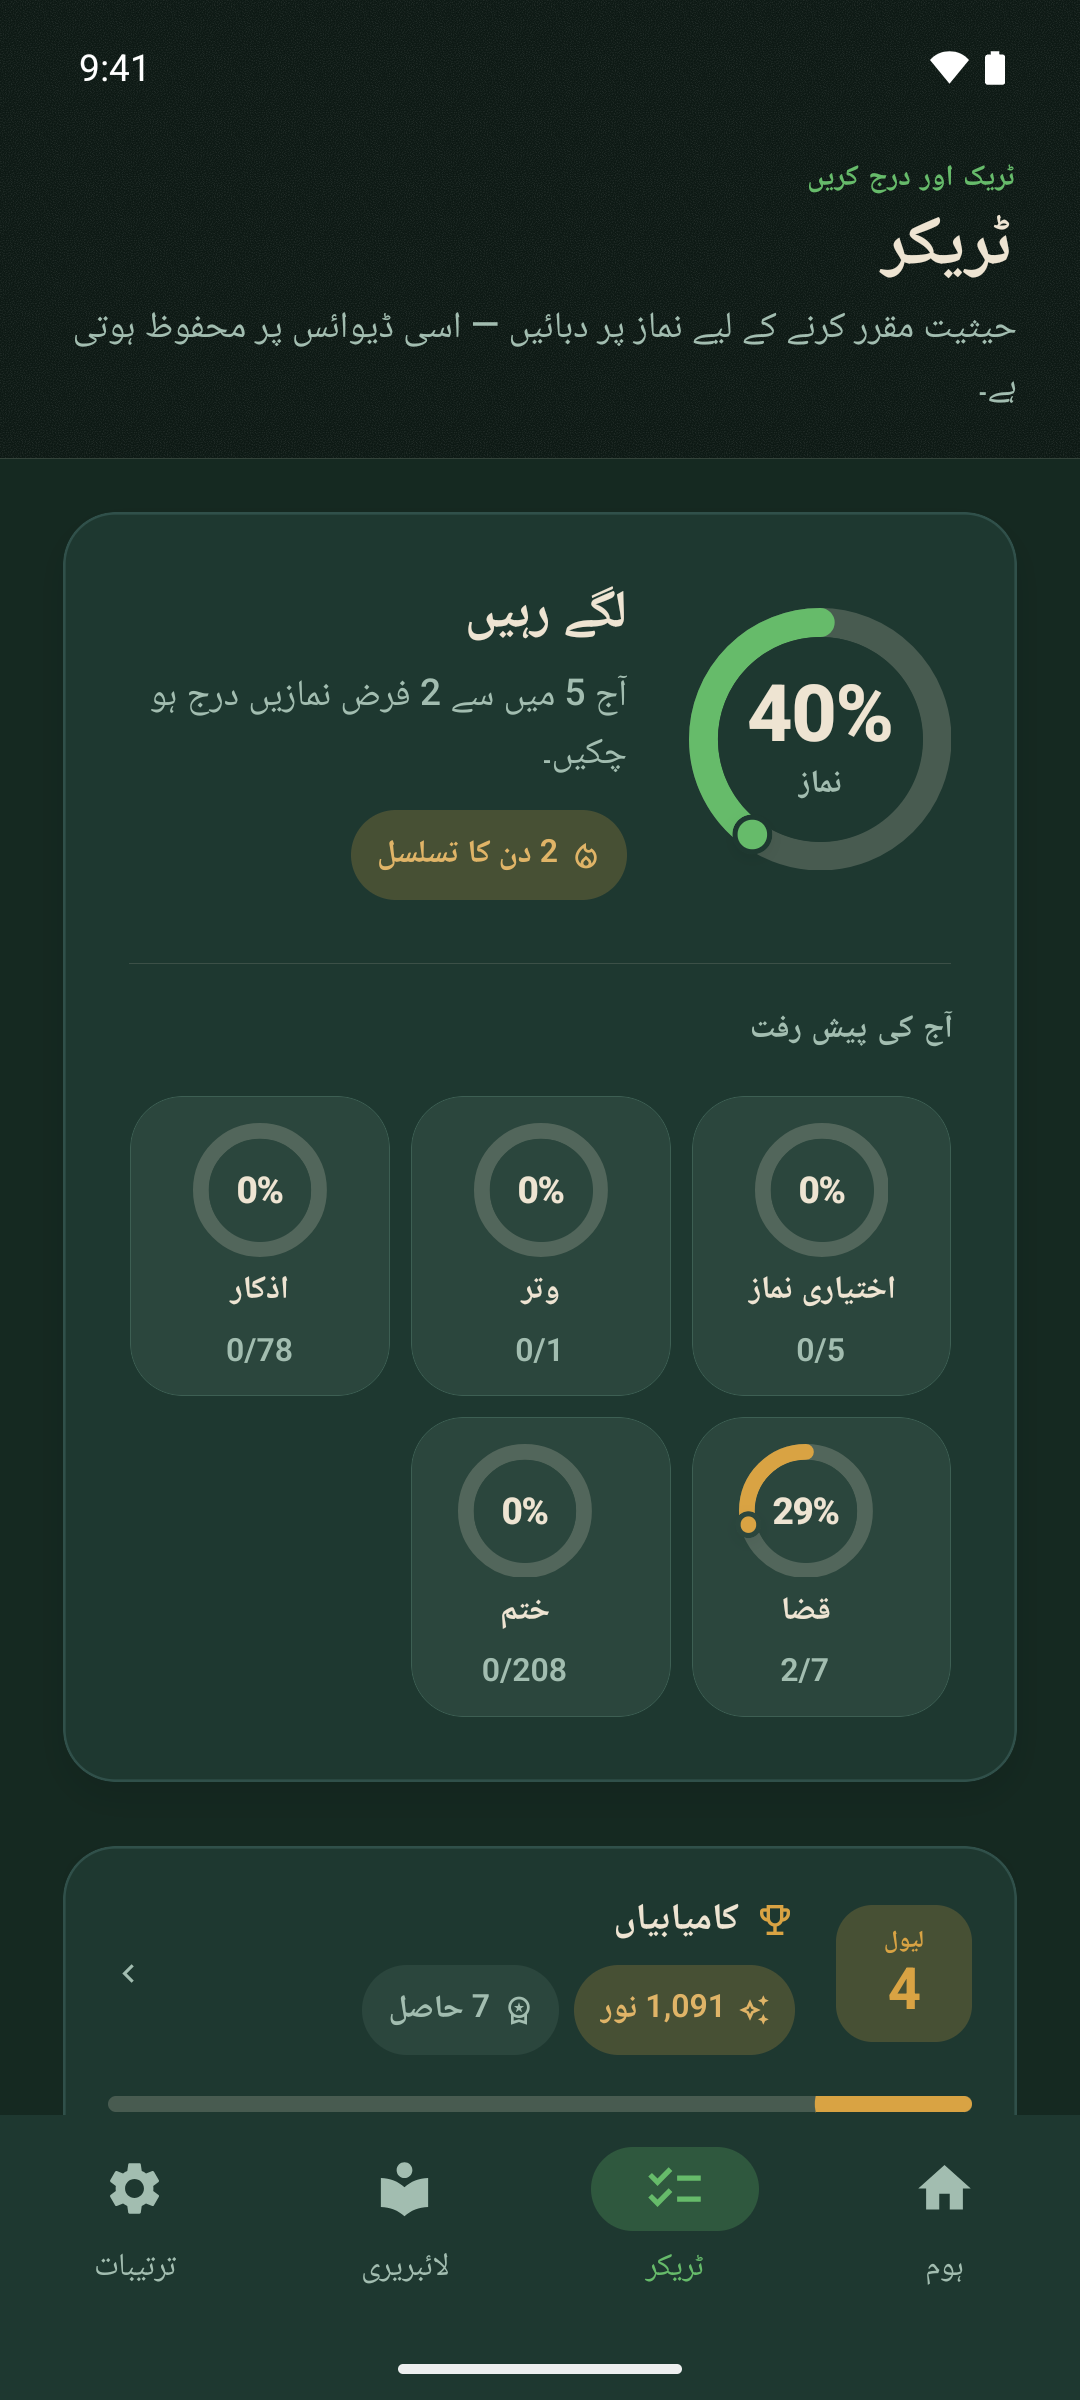 9:41
ٹریک اور درج کریں
ٹریکر
حیثیت مقرر کرنے کے لیے نماز پر دبائیں — اسی ڈیوائس پر محفوظ ہوتی
ہے۔
40%
نماز
لگے رہیں
آج 5 میں سے 2 فرض نمازیں درج ہو
چکیں۔
2 دن کا تسلسل
آج کی پیش رفت
0%
اختیاری نماز
0/5
0%
وتر
0/1
0%
اذکار
0/78
29%
قضا
2/7
0%
ختم
0/208
لیول
4
کامیابیاں
1,091 نور
7 حاصل
ہوم
ٹریکر
لائبریری
ترتیبات